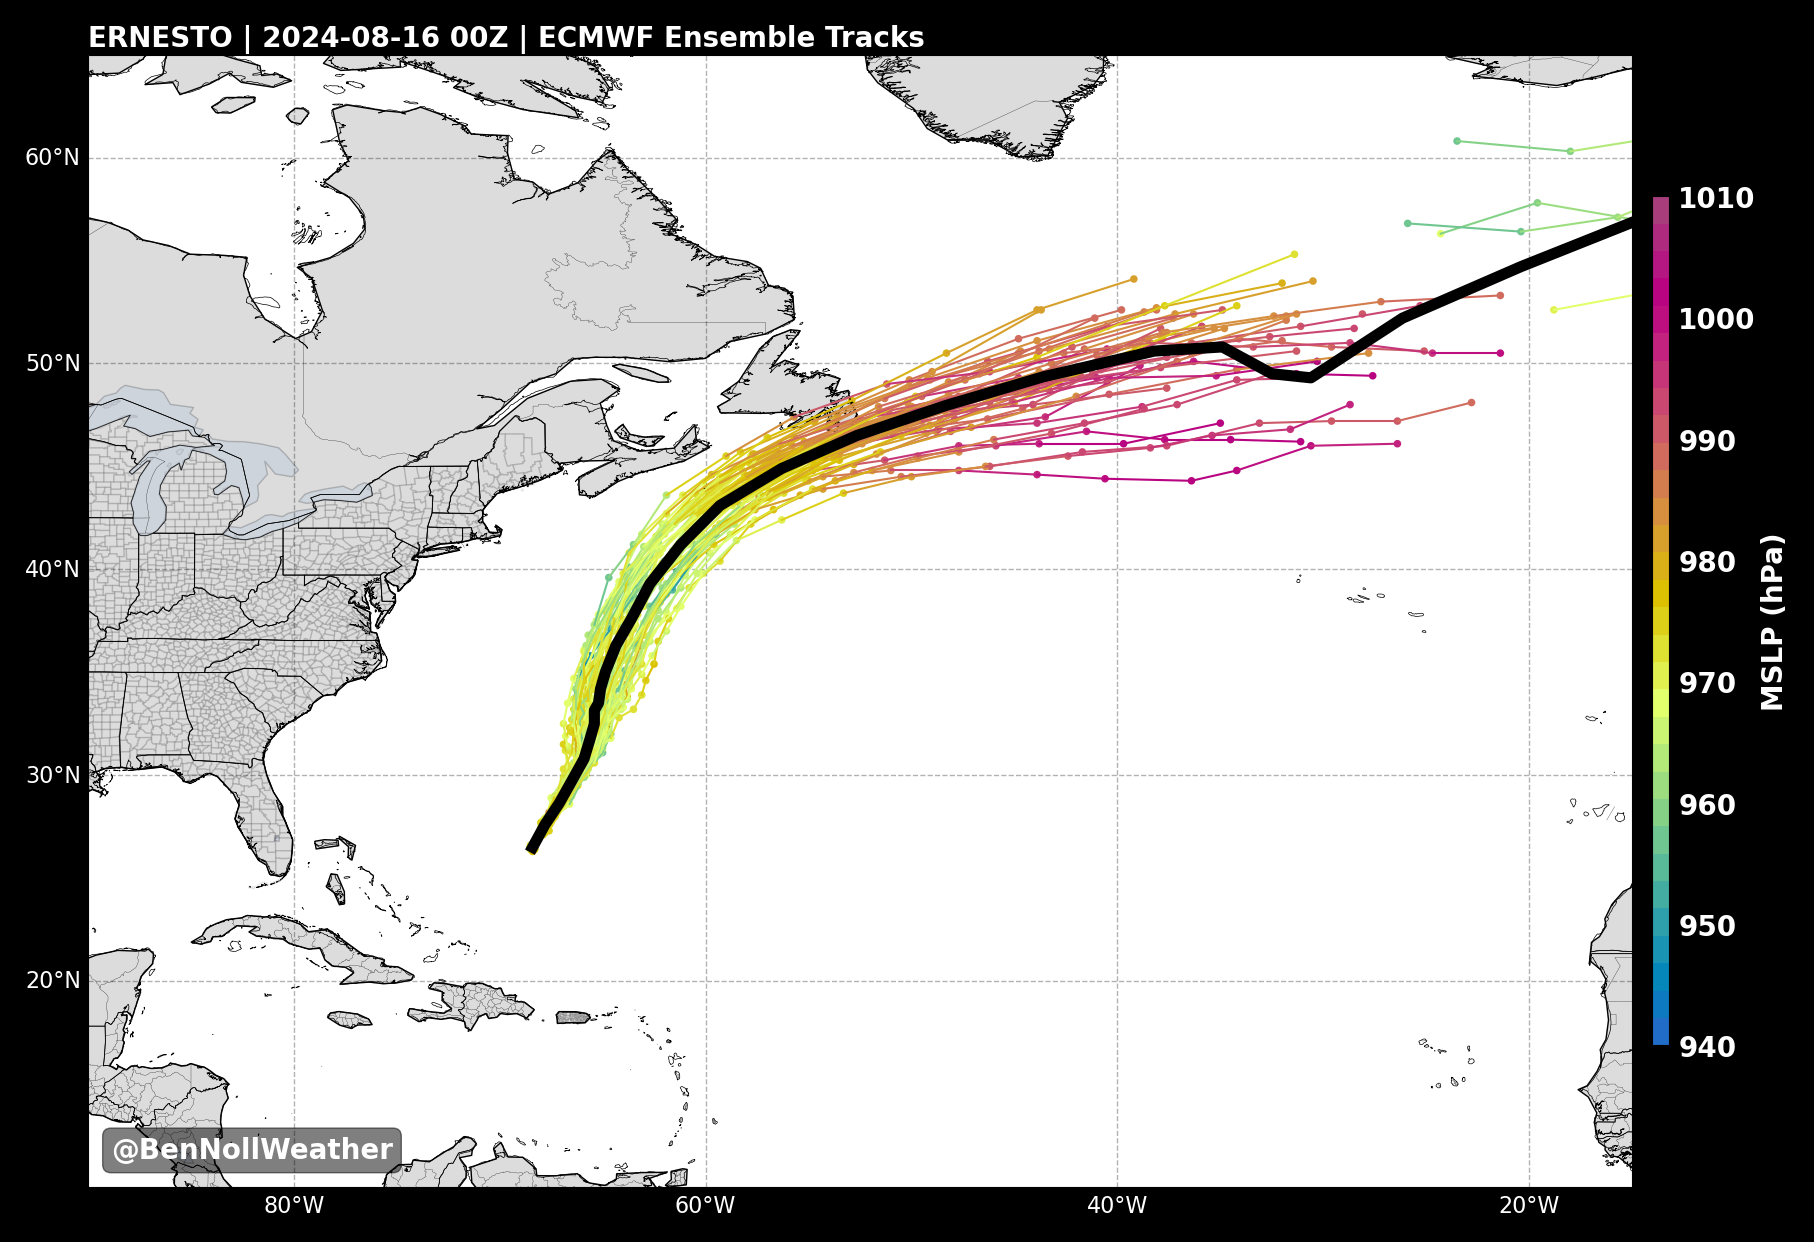 ERNESTO | 2024-08-16 00Z | ECMWF Ensemble Tracks
60°N
50°N
40°N
30°N
20°N
80°W
60°W
40°W
20°W
1010
1000
990
980
970
960
950
940
MSLP (hPa)
@BenNollWeather